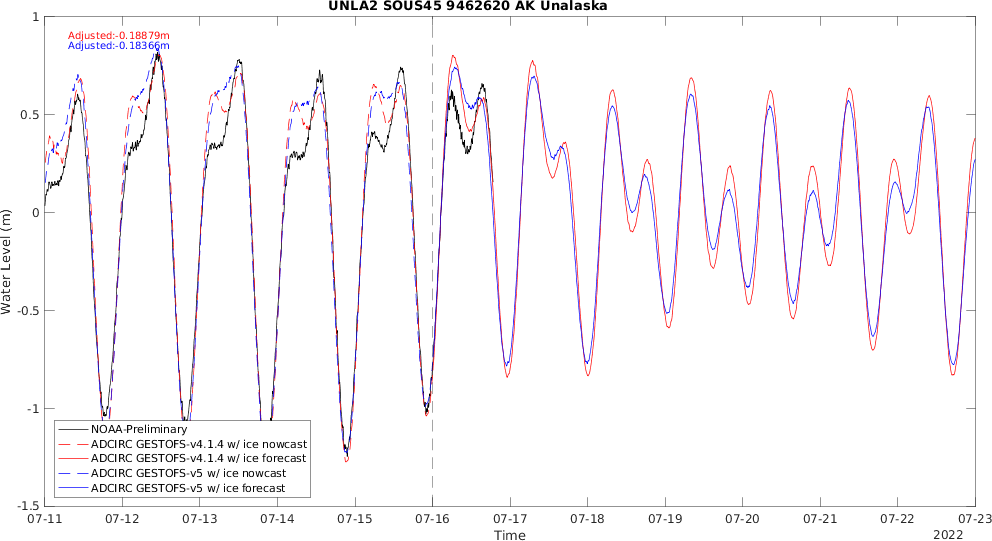 UNLA2 SOUS45 9462620 AK Unalaska
Adjusted:-0.18879m
Adjusted:-0.18366m
1
0.5
0
-0.5
-1
-1.5
Water Level (m)
NOAA-Preliminary
ADCIRC GESTOFS-v4.1.4 w/ ice nowcast
ADCIRC GESTOFS-v4.1.4 w/ ice forecast
ADCIRC GESTOFS-v5 w/ ice nowcast
ADCIRC GESTOFS-v5 w/ ice forecast
07-11 07-12 07-13 07-14 07-15 07-16 07-17 07-18 07-19 07-20 07-21 07-22 07-23
Time
2022